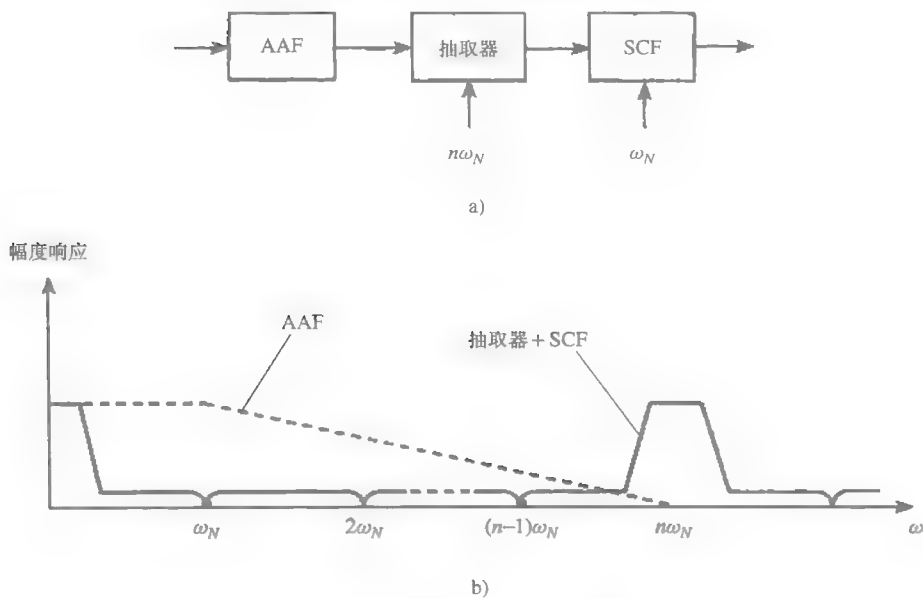 AAF
抽取器
SCF
nω_N
ω_N
a)
幅度响应
AAF
抽取器+SCF
ω_N
2ω_N
(n-1)ω_N
nω_N
ω
b)